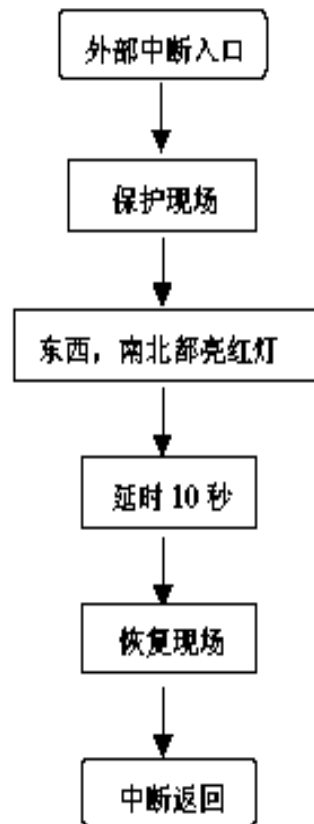 外部中断入口
保护现场
东西，南北都亮红灯
延时 10 秒
恢复现场
中断返回